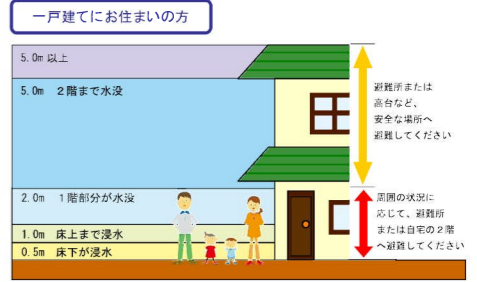 一戸建てにお住まいの方
5.0m 以上
5.0m ２階まで水没
避難所または
高台など、
安全な場所へ
避難してください
2.0m １階部分が水没
1.0m 床上まで浸水
0.5m 床下が浸水
周囲の状況に
応じて、避難所
または自宅の２階
へ避難してください